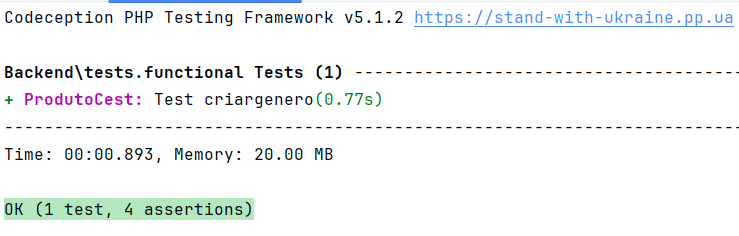 Codeception PHP Testing Framework v5.1.2 https://stand-with-ukraine.pp.ua
Backend\tests.functional Tests (1) ---------------------------------------
+ ProdutoCest: Test criargenero(0.77s)
--------------------------------------------------------------------------
Time: 00:00.893, Memory: 20.00 MB
OK (1 test, 4 assertions)